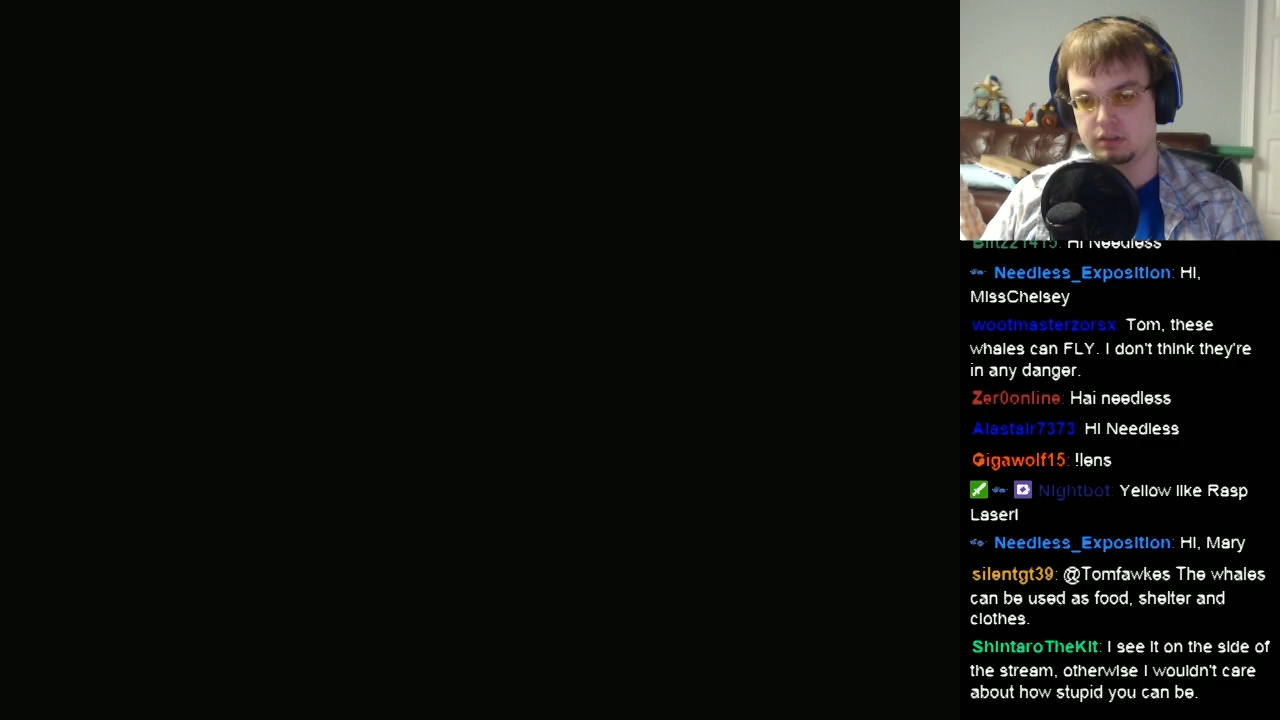 Blitz21415: Hi Needless
Needless_Exposition: Hi,
MissChelsey
wootmasterzorsx: Tom, these
whales can FLY. I don't think they're
in any danger.
Zer0online: Hai needless
Alastair7373: Hi Needless
Gigawolf15: !lens
Nightbot: Yellow like Rasp
Laser!
Needless_Exposition: Hi, Mary
silentgt39: @Tomfawkes The whales
can be used as food, shelter and
clothes.
ShintaroTheKit: I see it on the side of
the stream, otherwise I wouldn't care
about how stupid you can be.